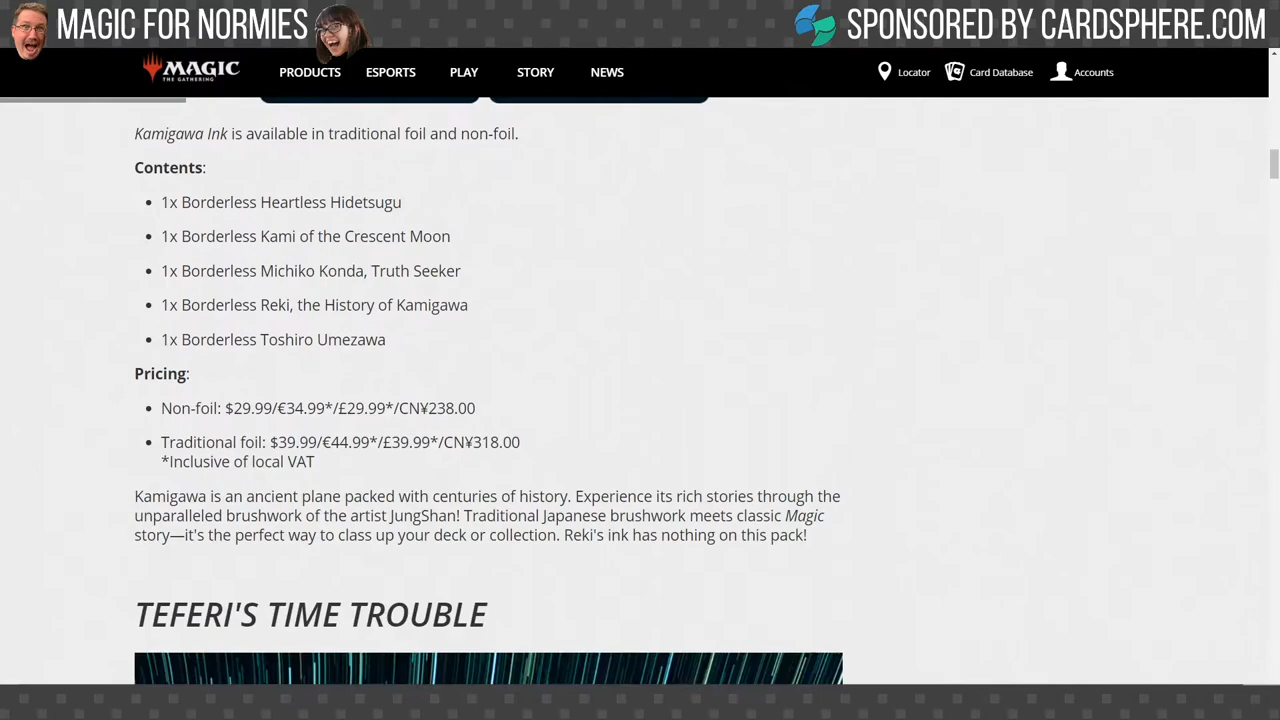 MAGIC FOR NORMIES
SPONSORED BY CARDSPHERE.COM
MAGIC
THE GATHERING
PRODUCTS
ESPORTS
PLAY
STORY
NEWS
Locator
Card Database
Accounts
Kamigawa Ink is available in traditional foil and non-foil.
Contents:
• 1x Borderless Heartless Hidetsugu
• 1x Borderless Kami of the Crescent Moon
• 1x Borderless Michiko Konda, Truth Seeker
• 1x Borderless Reki, the History of Kamigawa
• 1x Borderless Toshiro Umezawa
Pricing:
• Non-foil: $29.99/€34.99*/£29.99*/CN¥238.00
• Traditional foil: $39.99/€44.99*/£39.99*/CN¥318.00
*Inclusive of local VAT
Kamigawa is an ancient plane packed with centuries of history. Experience its rich stories through the
unparalleled brushwork of the artist JungShan! Traditional Japanese brushwork meets classic Magic
story—it's the perfect way to class up your deck or collection. Reki's ink has nothing on this pack!
TEFERI'S TIME TROUBLE